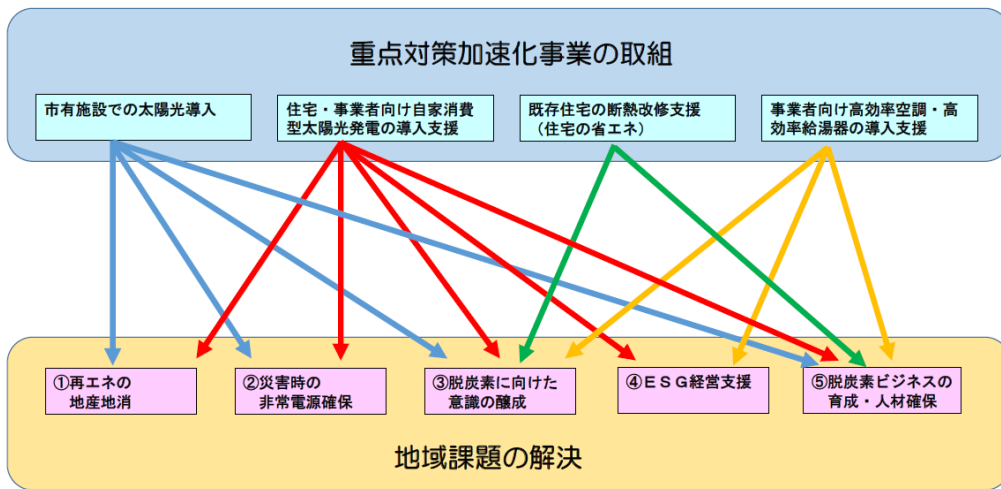 重点対策加速化事業の取組
市有施設での太陽光導入
住宅・事業者向け自家消費
型太陽光発電の導入支援
既存住宅の断熱改修支援
（住宅の省エネ）
事業者向け高効率空調・高
効率給湯器の導入支援
①再エネの
地産地消
②災害時の
非常電源確保
③脱炭素に向けた
意識の醸成
④ＥＳＧ経営支援
⑤脱炭素ビジネスの
育成・人材確保
地域課題の解決